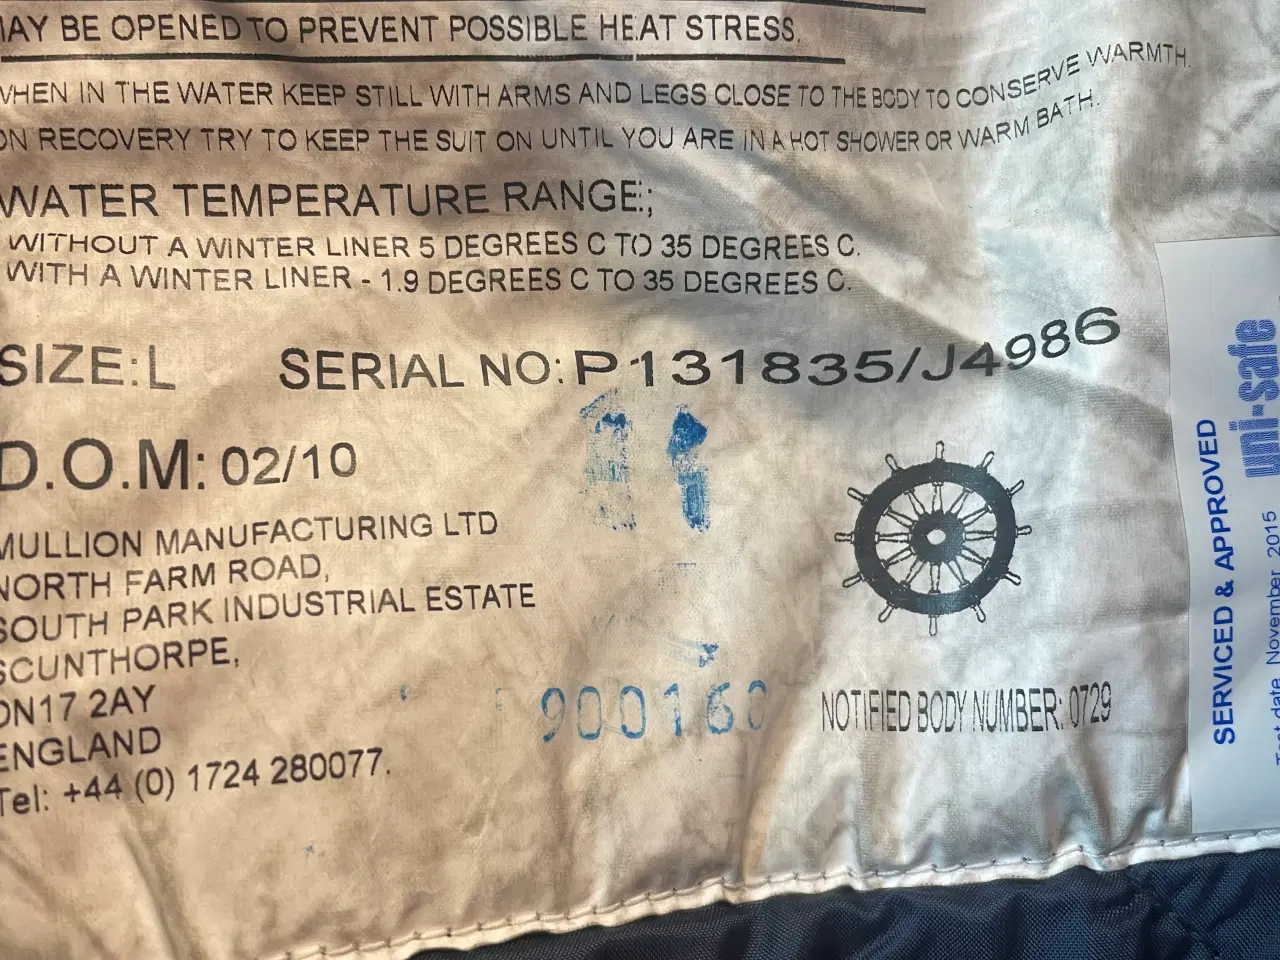 MAY BE OPENED TO PREVENT POSSIBLE HEAT STRESS.
WHEN IN THE WATER KEEP STILL WITH ARMS AND LEGS CLOSE TO THE BODY TO CONSERVE WARMTH.
ON RECOVERY TRY TO KEEP THE SUIT ON UNTIL YOU ARE IN A HOT SHOWER OR WARM BATH.
WATER TEMPERATURE RANGE:;
WITHOUT A WINTER LINER 5 DEGREES C TO 35 DEGREES C.
WITH A WINTER LINER - 1.9 DEGREES C TO 35 DEGREES C.
SIZE: L SERIAL NO: P131835/J4986
D.O.M: 02/10
MULLION MANUFACTURING LTD
NORTH FARM ROAD,
SOUTH PARK INDUSTRIAL ESTATE
SCUNTHORPE,
DN17 2AY
ENGLAND
Tel: +44 (0) 1724 280077.
900160
NOTIFIED BODY NUMBER: 0729
SERVICED & APPROVED
uni-safe
Test date November 2015